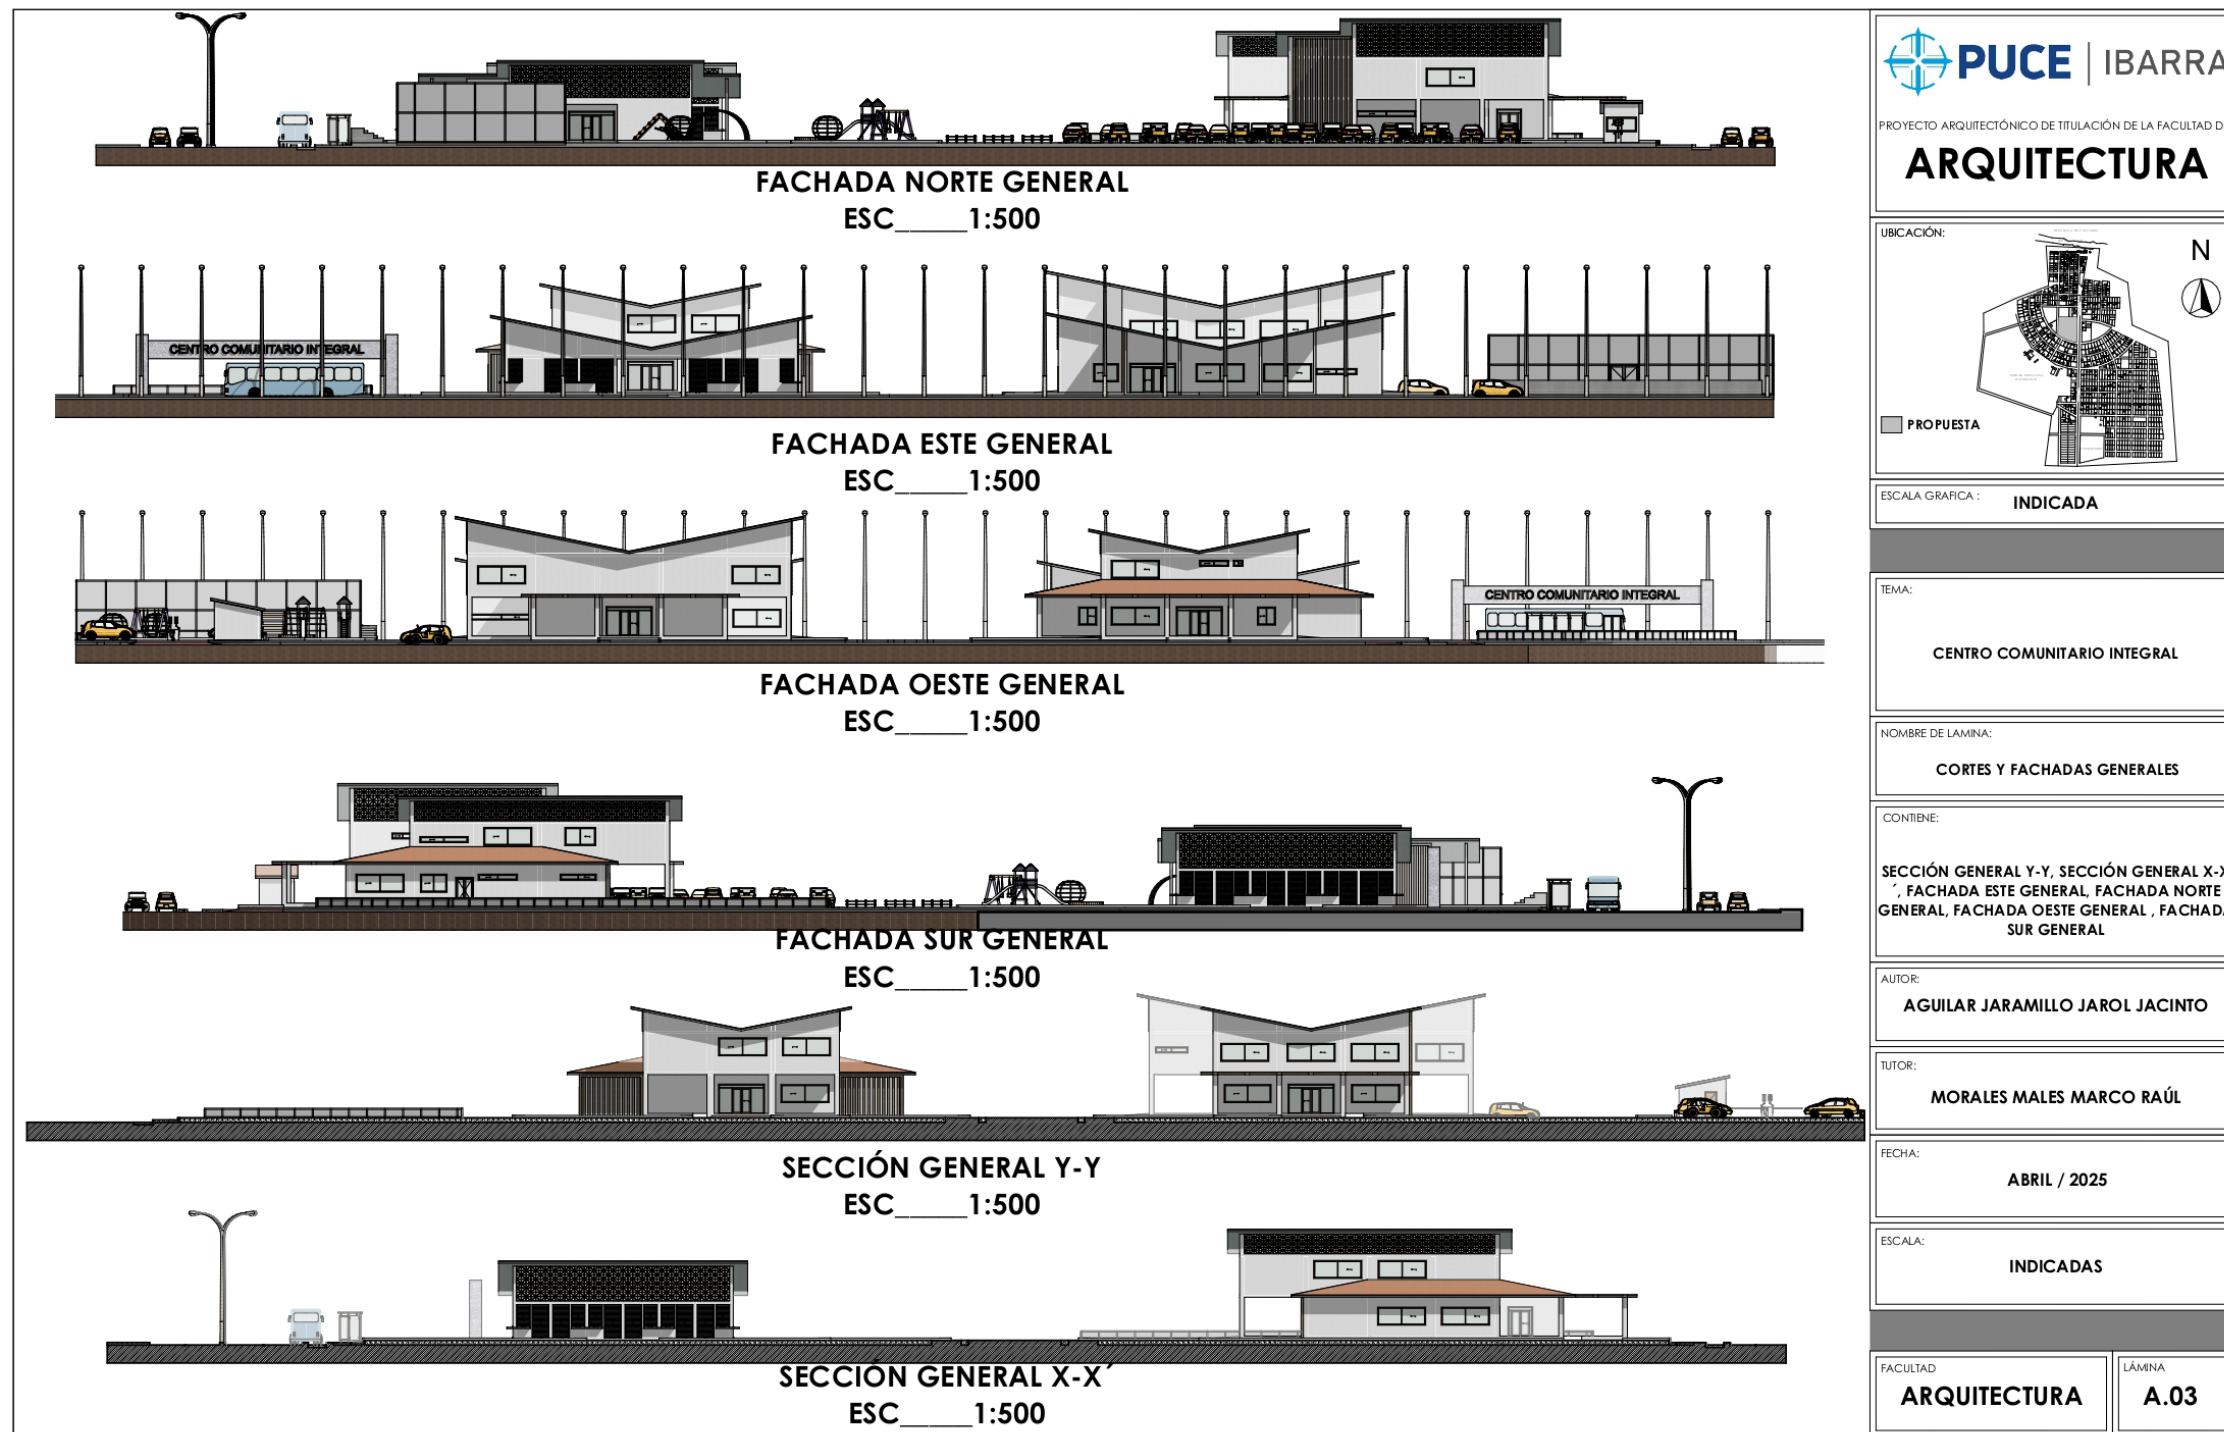 FACHADA NORTE GENERAL
ESC_____1:500
CENTRO COMUNITARIO INTEGRAL
FACHADA ESTE GENERAL
ESC_____1:500
CENTRO COMUNITARIO INTEGRAL
FACHADA OESTE GENERAL
ESC_____1:500
FACHADA SUR GENERAL
ESC_____1:500
SECCIÓN GENERAL Y-Y
ESC_____1:500
SECCIÓN GENERAL X-X´
ESC_____1:500
PUCE | IBARRA
PROYECTO ARQUITECTÓNICO DE TITULACIÓN DE LA FACULTAD D
ARQUITECTURA
UBICACIÓN:
N
PROPUESTA
ESCALA GRAFICA : INDICADA
TEMA:
CENTRO COMUNITARIO INTEGRAL
NOMBRE DE LAMINA:
CORTES Y FACHADAS GENERALES
CONTIENE:
SECCIÓN GENERAL Y-Y, SECCIÓN GENERAL X-X
´, FACHADA ESTE GENERAL, FACHADA NORTE
GENERAL, FACHADA OESTE GENERAL , FACHADA
SUR GENERAL
AUTOR:
AGUILAR JARAMILLO JAROL JACINTO
TUTOR:
MORALES MALES MARCO RAÚL
FECHA:
ABRIL / 2025
ESCALA:
INDICADAS
FACULTAD
ARQUITECTURA
LÁMINA
A.03